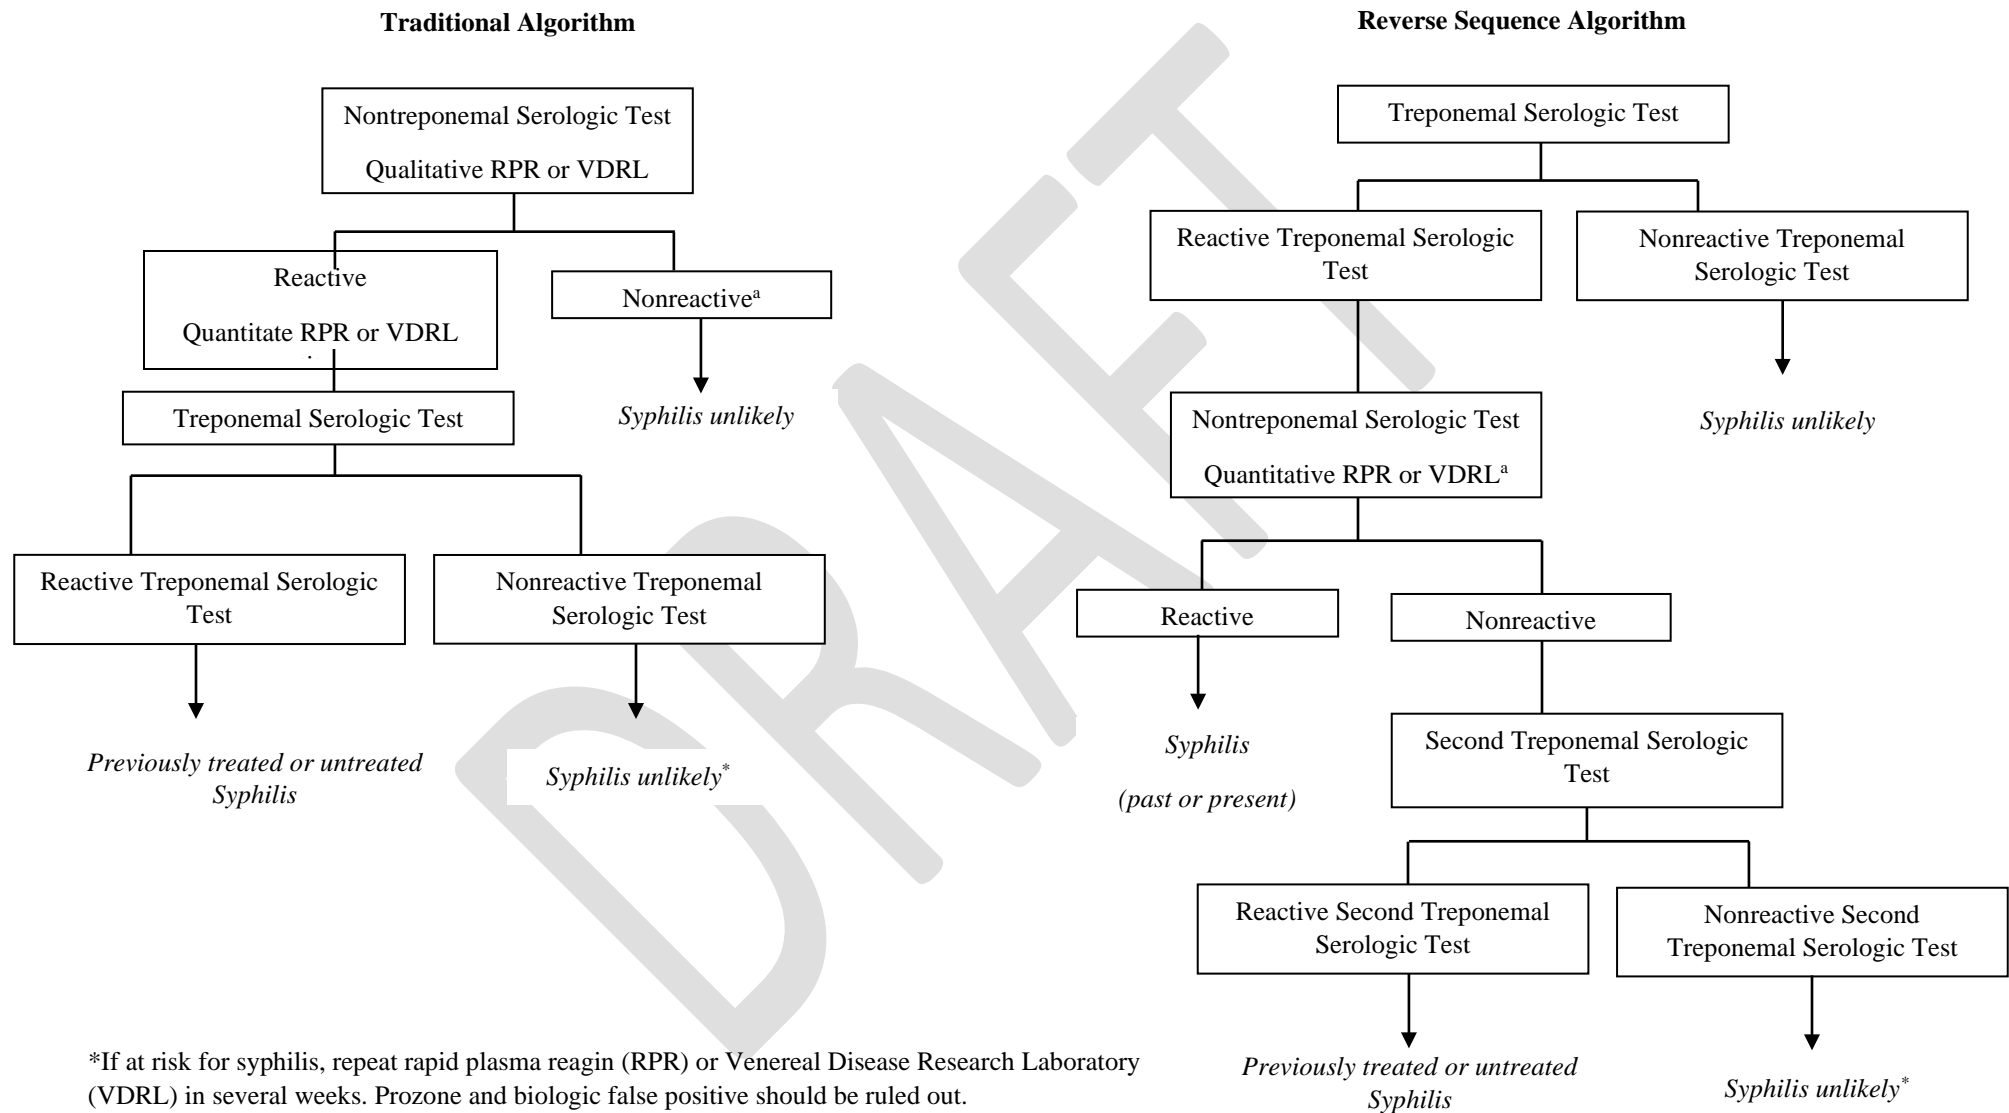 Traditional Algorithm
Nontreponemal Serologic Test
Qualitative RPR or VDRL
Reactive
Quantitate RPR or VDRL
Nonreactiveᵃ
Syphilis unlikely
Treponemal Serologic Test
Reactive Treponemal Serologic
Test
Nonreactive Treponemal
Serologic Test
Previously treated or untreated
Syphilis
Syphilis unlikely*
Reverse Sequence Algorithm
Treponemal Serologic Test
Reactive Treponemal Serologic
Test
Nonreactive Treponemal
Serologic Test
Syphilis unlikely
Nontreponemal Serologic Test
Quantitative RPR or VDRLᵃ
Reactive
Nonreactive
Syphilis
(past or present)
Second Treponemal Serologic
Test
Reactive Second Treponemal
Serologic Test
Nonreactive Second
Treponemal Serologic Test
Previously treated or untreated
Syphilis
Syphilis unlikely*
*If at risk for syphilis, repeat rapid plasma reagin (RPR) or Venereal Disease Research Laboratory
(VDRL) in several weeks. Prozone and biologic false positive should be ruled out.
DRAFT